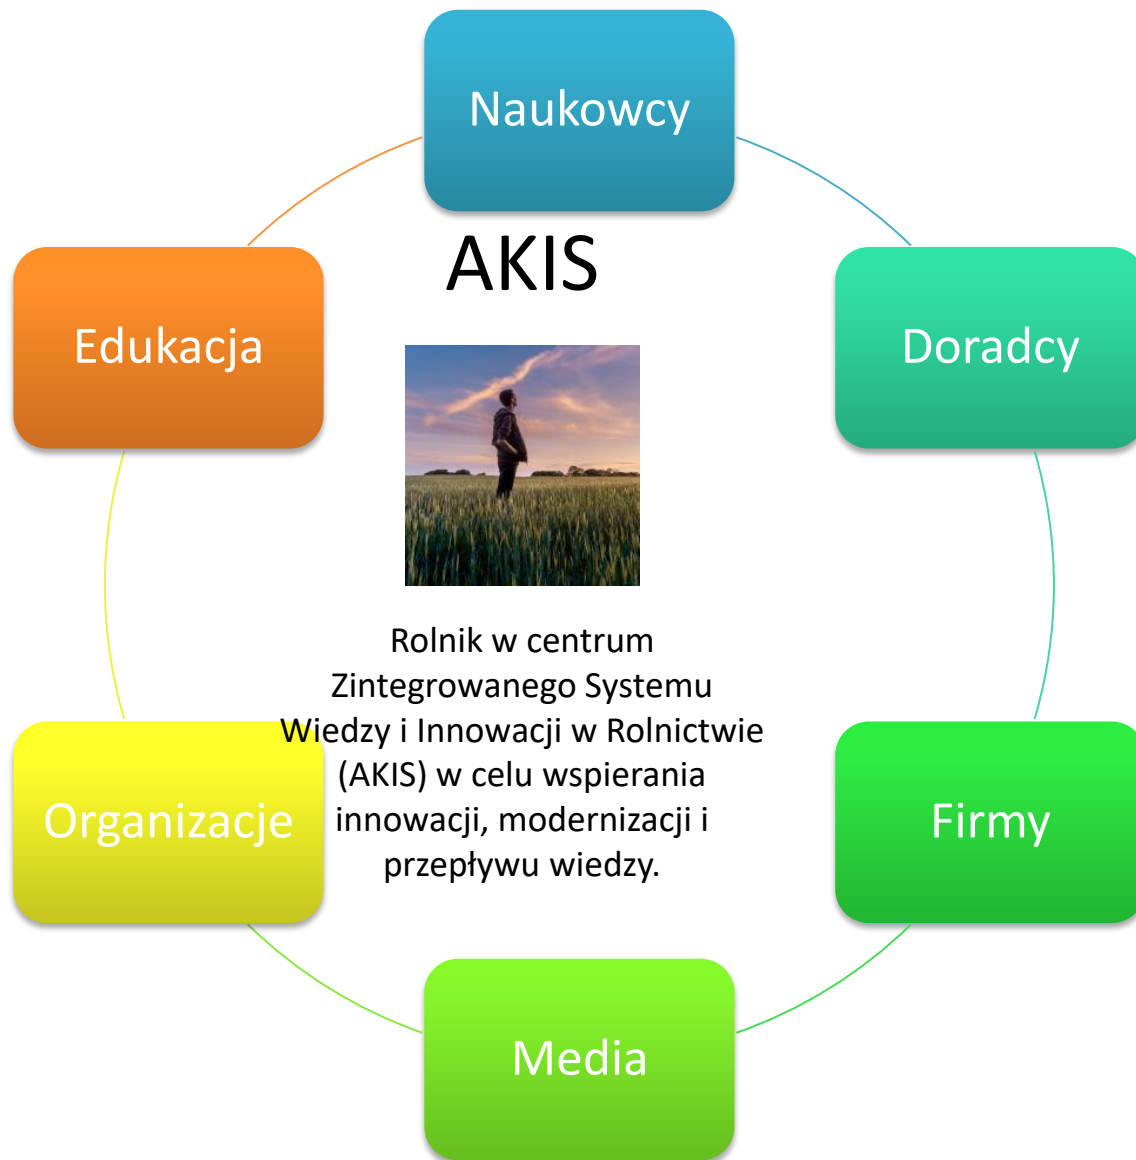 Naukowcy
AKIS
Edukacja
Doradcy
Rolnik w centrum
Zintegrowanego Systemu
Wiedzy i Innowacji w Rolnictwie
(AKIS) w celu wspierania
innowacji, modernizacji i
przepływu wiedzy.
Organizacje
Firmy
Media